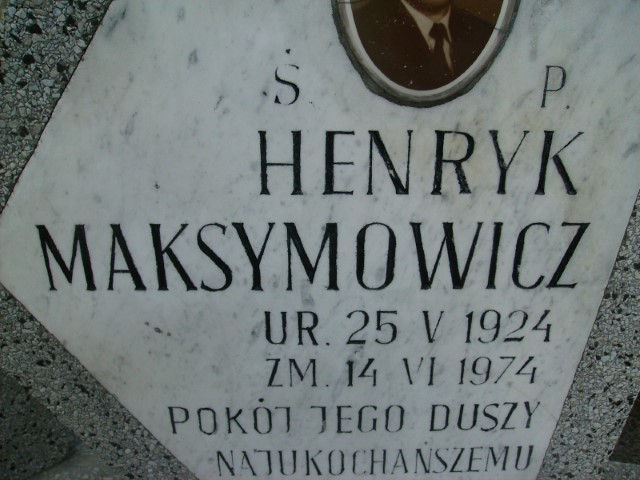 Ś. P.
HENRYK
MAKSYMOWICZ
UR. 25 V 1924
ZM. 14 VI 1974
POKÓJ JEGO DUSZY
NAJUKOCHAŃSZEMU